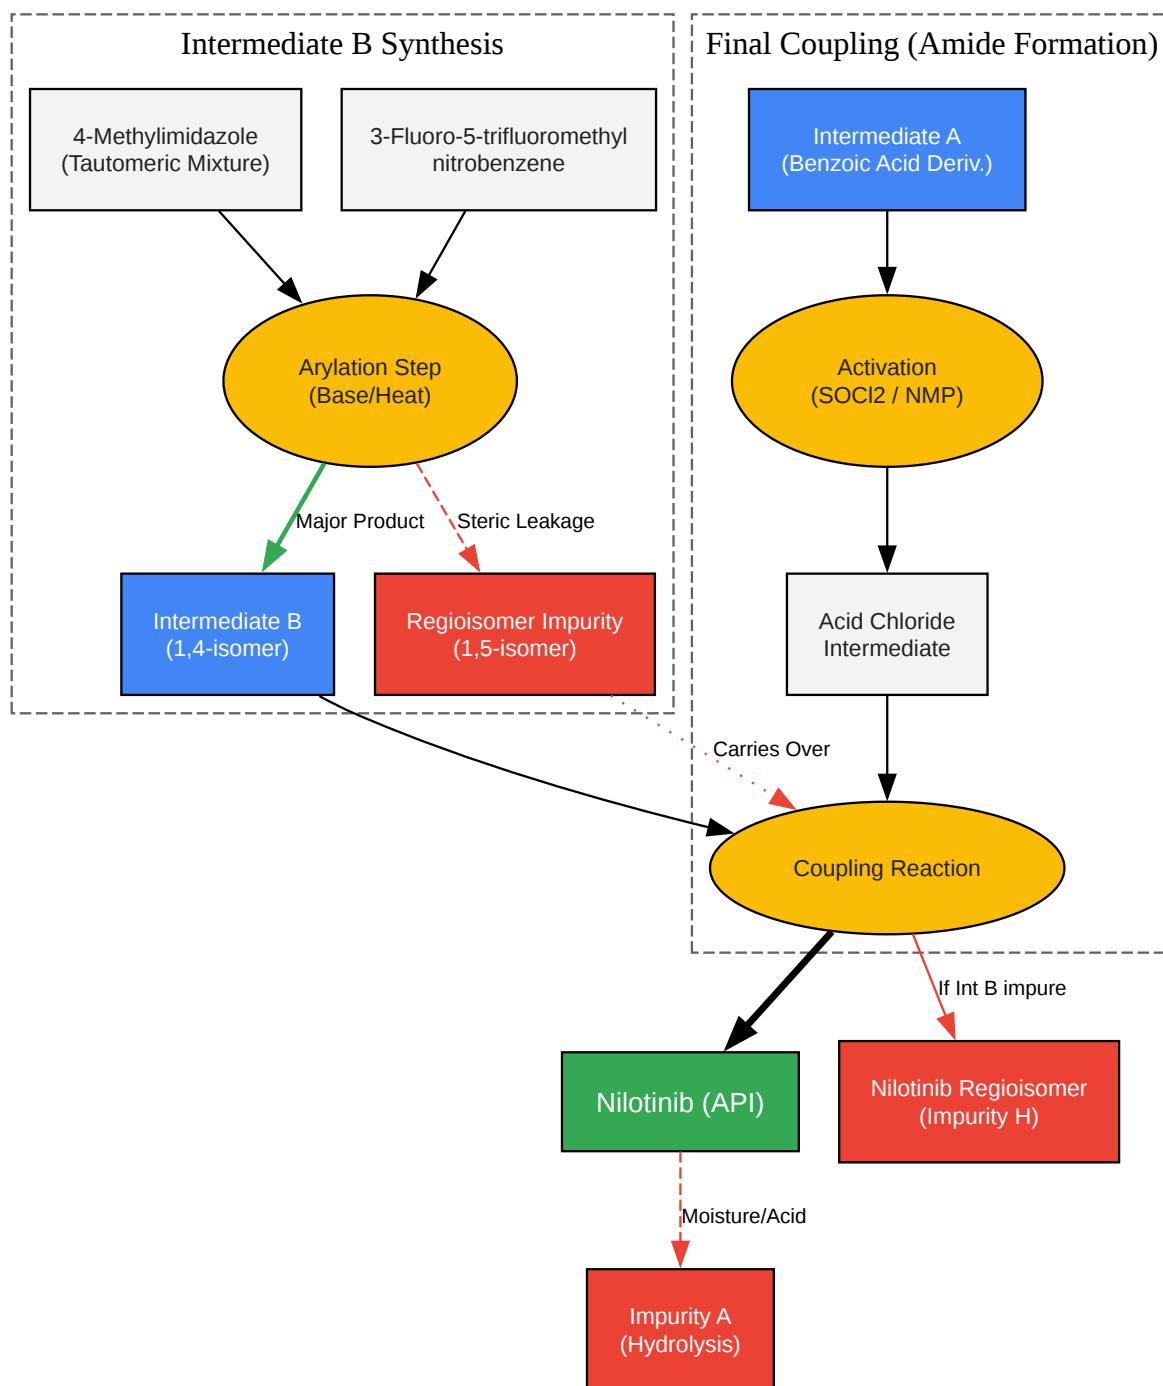 Intermediate B Synthesis
4-Methylimidazole
(Tautomeric Mixture)
3-Fluoro-5-trifluoromethyl
nitrobenzene
Arylation Step
(Base/Heat)
Major Product
Steric Leakage
Intermediate B
(1,4-isomer)
Regioisomer Impurity
(1,5-isomer)
Final Coupling (Amide Formation)
Intermediate A
(Benzoic Acid Deriv.)
Activation
(SOCl2 / NMP)
Acid Chloride
Intermediate
Carries Over
Coupling Reaction
If Int B impure
Nilotinib (API)
Nilotinib Regioisomer
(Impurity H)
Moisture/Acid
Impurity A
(Hydrolysis)